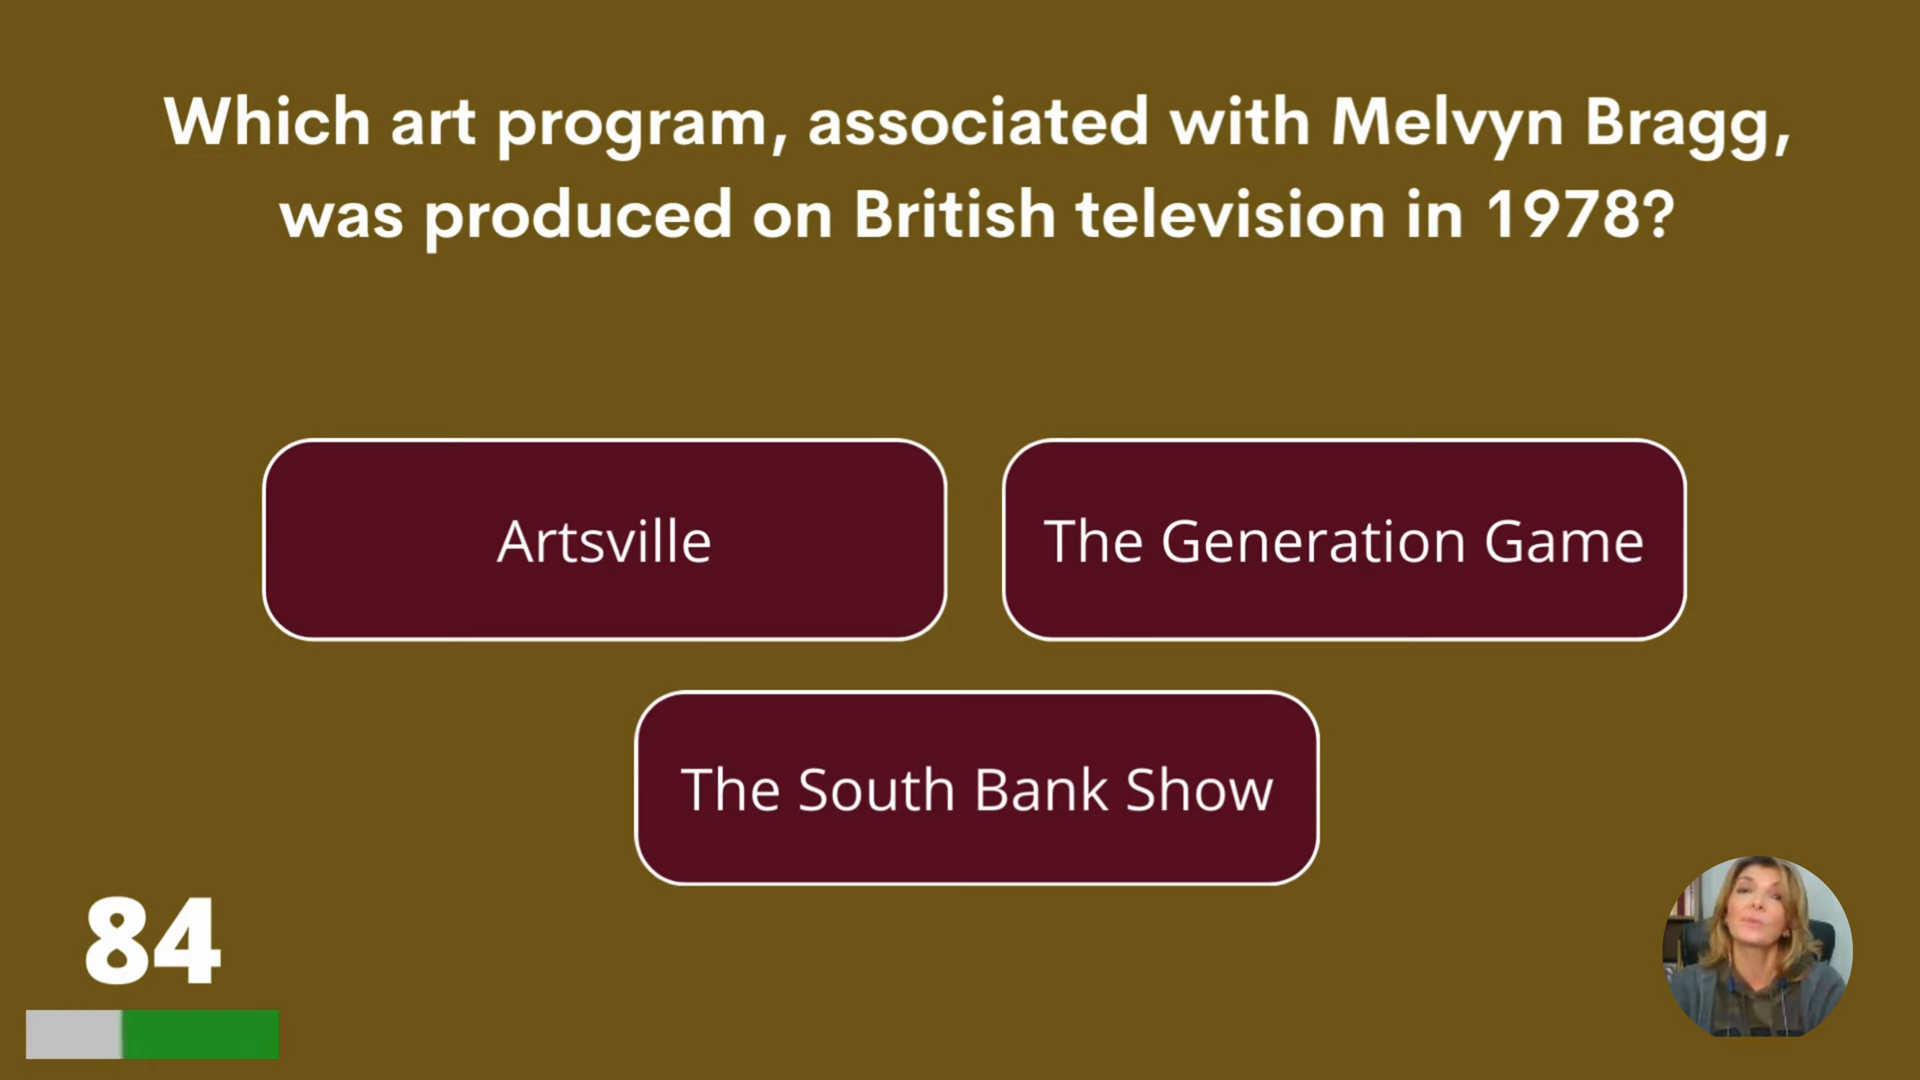 Which art program, associated with Melvyn Bragg,
was produced on British television in 1978?
Artsville
The Generation Game
The South Bank Show
84